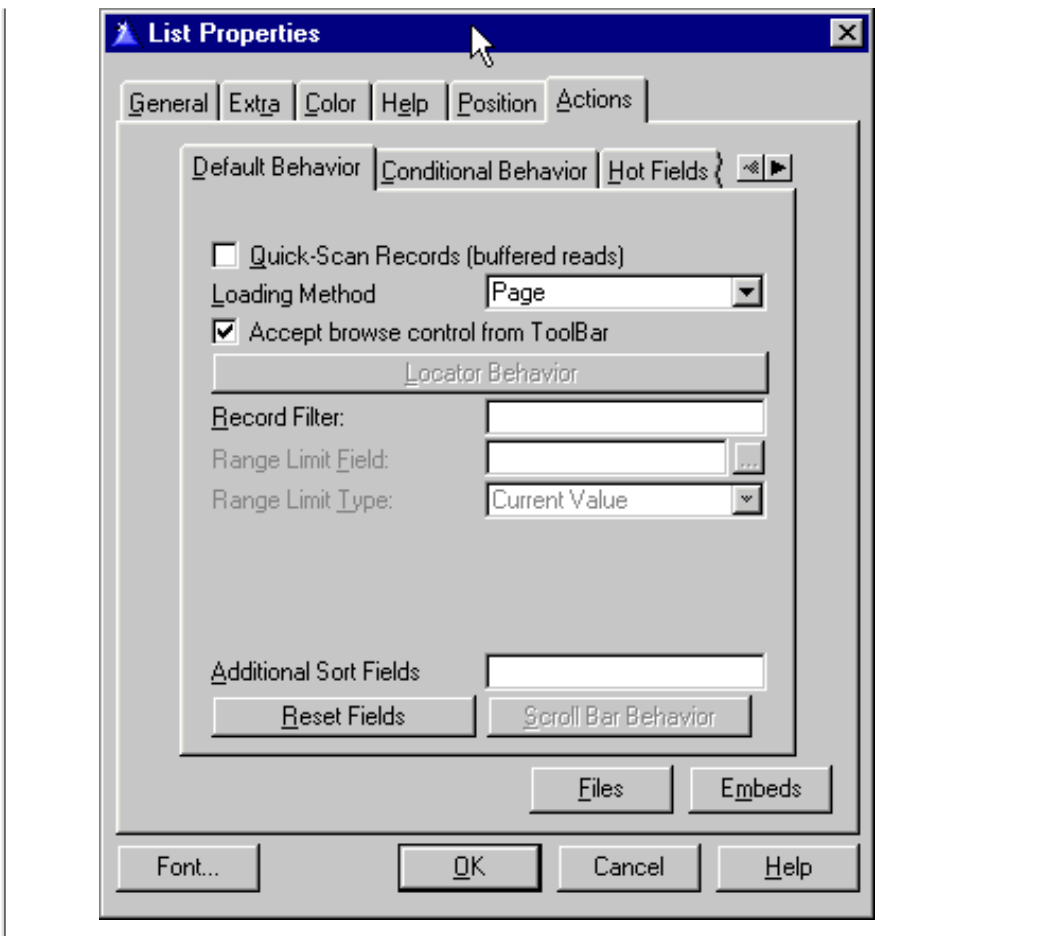 List Properties
General Extra Color Help Position Actions
Default Behavior Conditional Behavior Hot Fields
Quick-Scan Records (buffered reads)
Loading Method Page
Accept browse control from ToolBar
Locator Behavior
Record Filter:
Range Limit Field: ...
Range Limit Type: Current Value
Additional Sort Fields
Reset Fields Scroll Bar Behavior
Files Embeds
Font... OK Cancel Help